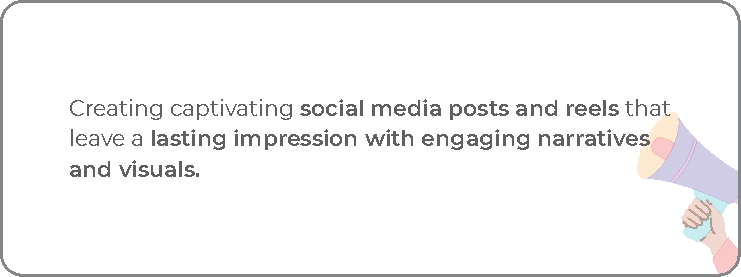 Creating captivating social media posts and reels that
leave a lasting impression with engaging narratives
and visuals.